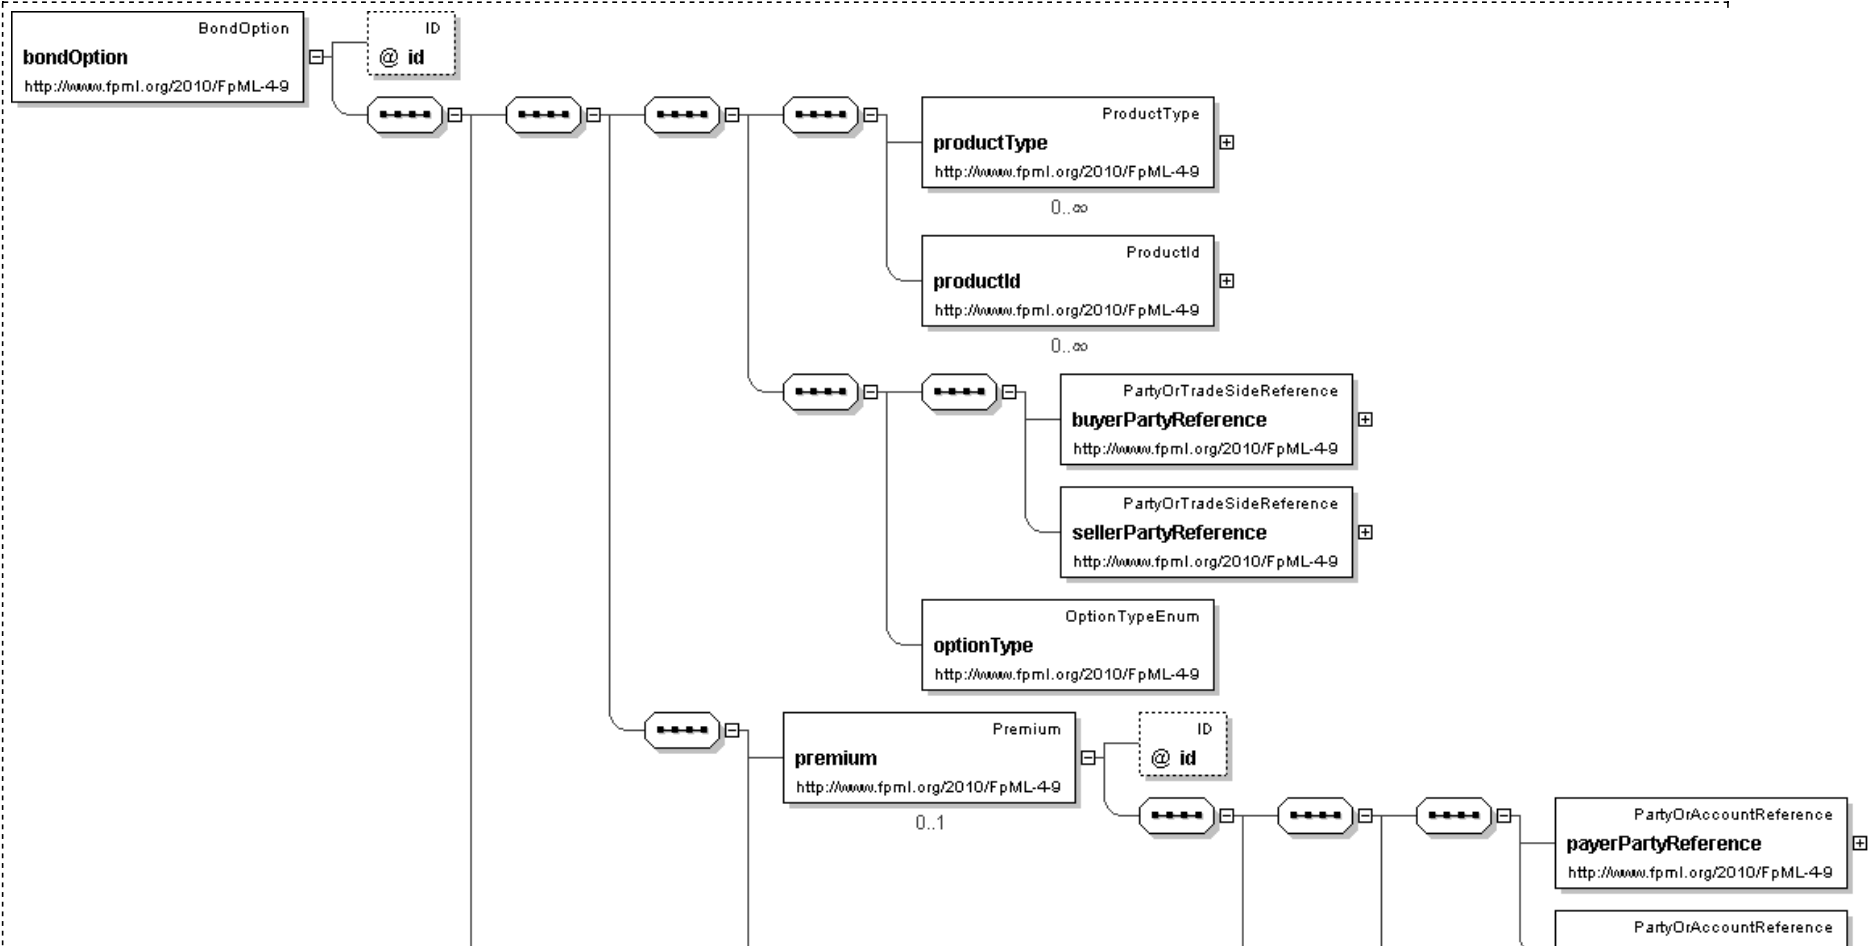 BondOption
bondOption
http://www.fpml.org/2010/FpML-4-9
ID
@ id
ProductType
productType
http://www.fpml.org/2010/FpML-4-9
0..∞
ProductId
productId
http://www.fpml.org/2010/FpML-4-9
0..∞
PartyOrTradeSideReference
buyerPartyReference
http://www.fpml.org/2010/FpML-4-9
PartyOrTradeSideReference
sellerPartyReference
http://www.fpml.org/2010/FpML-4-9
OptionTypeEnum
optionType
http://www.fpml.org/2010/FpML-4-9
Premium
premium
http://www.fpml.org/2010/FpML-4-9
0..1
ID
@ id
PartyOrAccountReference
payerPartyReference
http://www.fpml.org/2010/FpML-4-9
PartyOrAccountReference